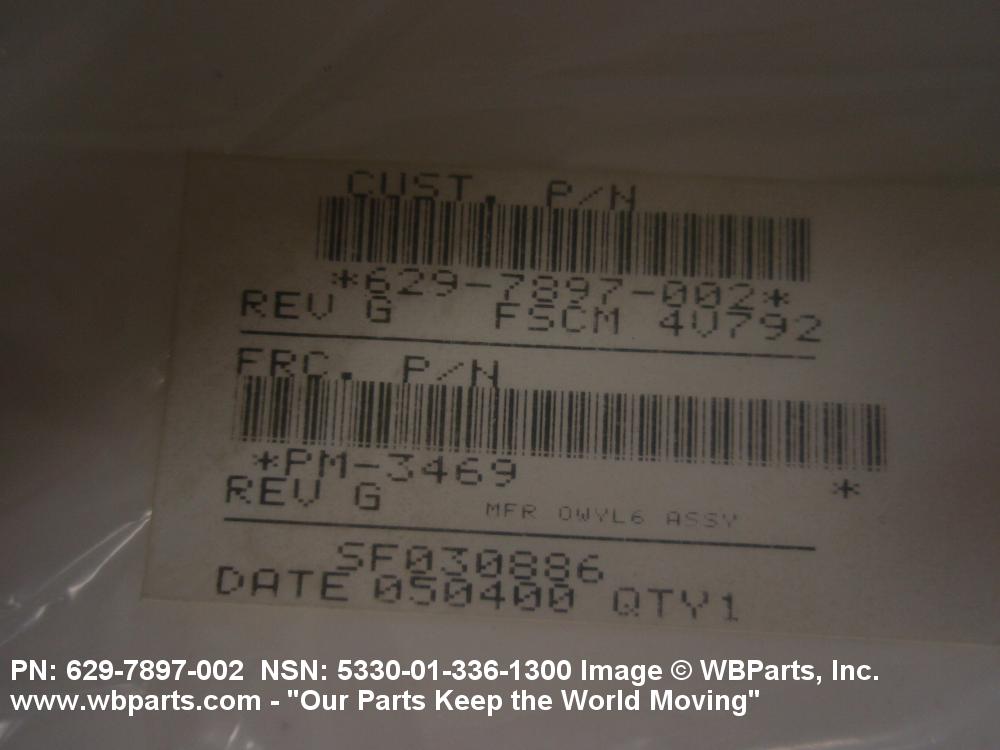 CUST. P/N
*629-7897-002*
REV G FSCM 4V792
FRC. P/N
*PM-3469 *
REV G MFR OWYL6 ASSY
SF030886
DATE 050400 QTY1
PN: 629-7897-002 NSN: 5330-01-336-1300 Image © WBParts, Inc.
www.wbparts.com - "Our Parts Keep the World Moving"